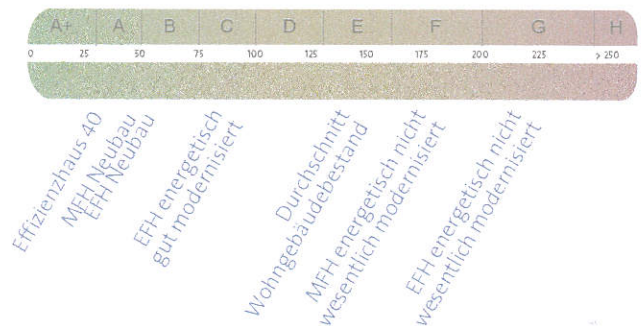 A+ A B C D E F G H
0 25 50 75 100 125 150 175 200 225 > 250
Effizienzhaus 40
MFH Neubau
EFH Neubau
EFH energetisch
gut modernisiert
Durchschnitt
Wohngebäudebestand
MFH energetisch nicht
wesentlich modernisiert
EFH energetisch nicht
wesentlich modernisiert